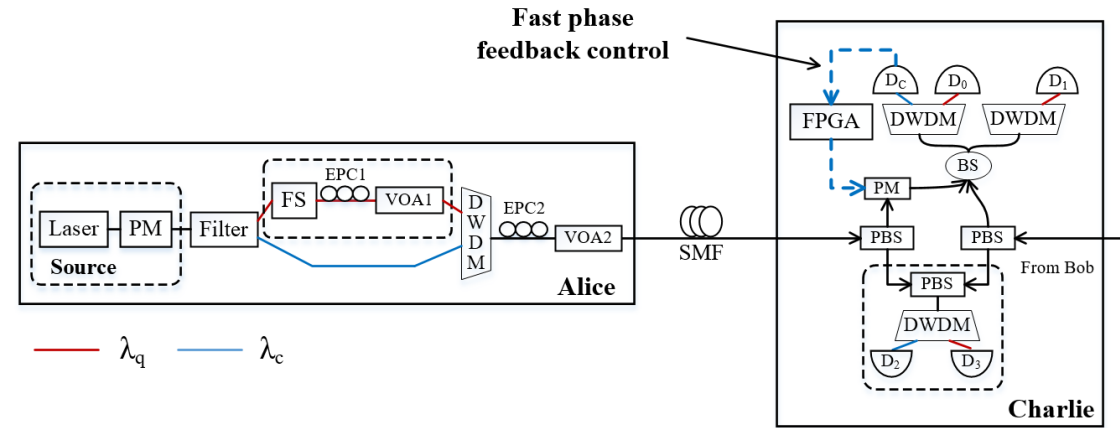 Fast phase
feedback control
D_C
D_0
D_1
DWDM
DWDM
FPGA
BS
PM
PBS
PBS
From Bob
PBS
DWDM
D_2
D_3
Charlie
EPC1
FS
VOA1
Laser
PM
Filter
Source
D
W
D
M
EPC2
VOA2
Alice
SMF
λ_q
λ_c